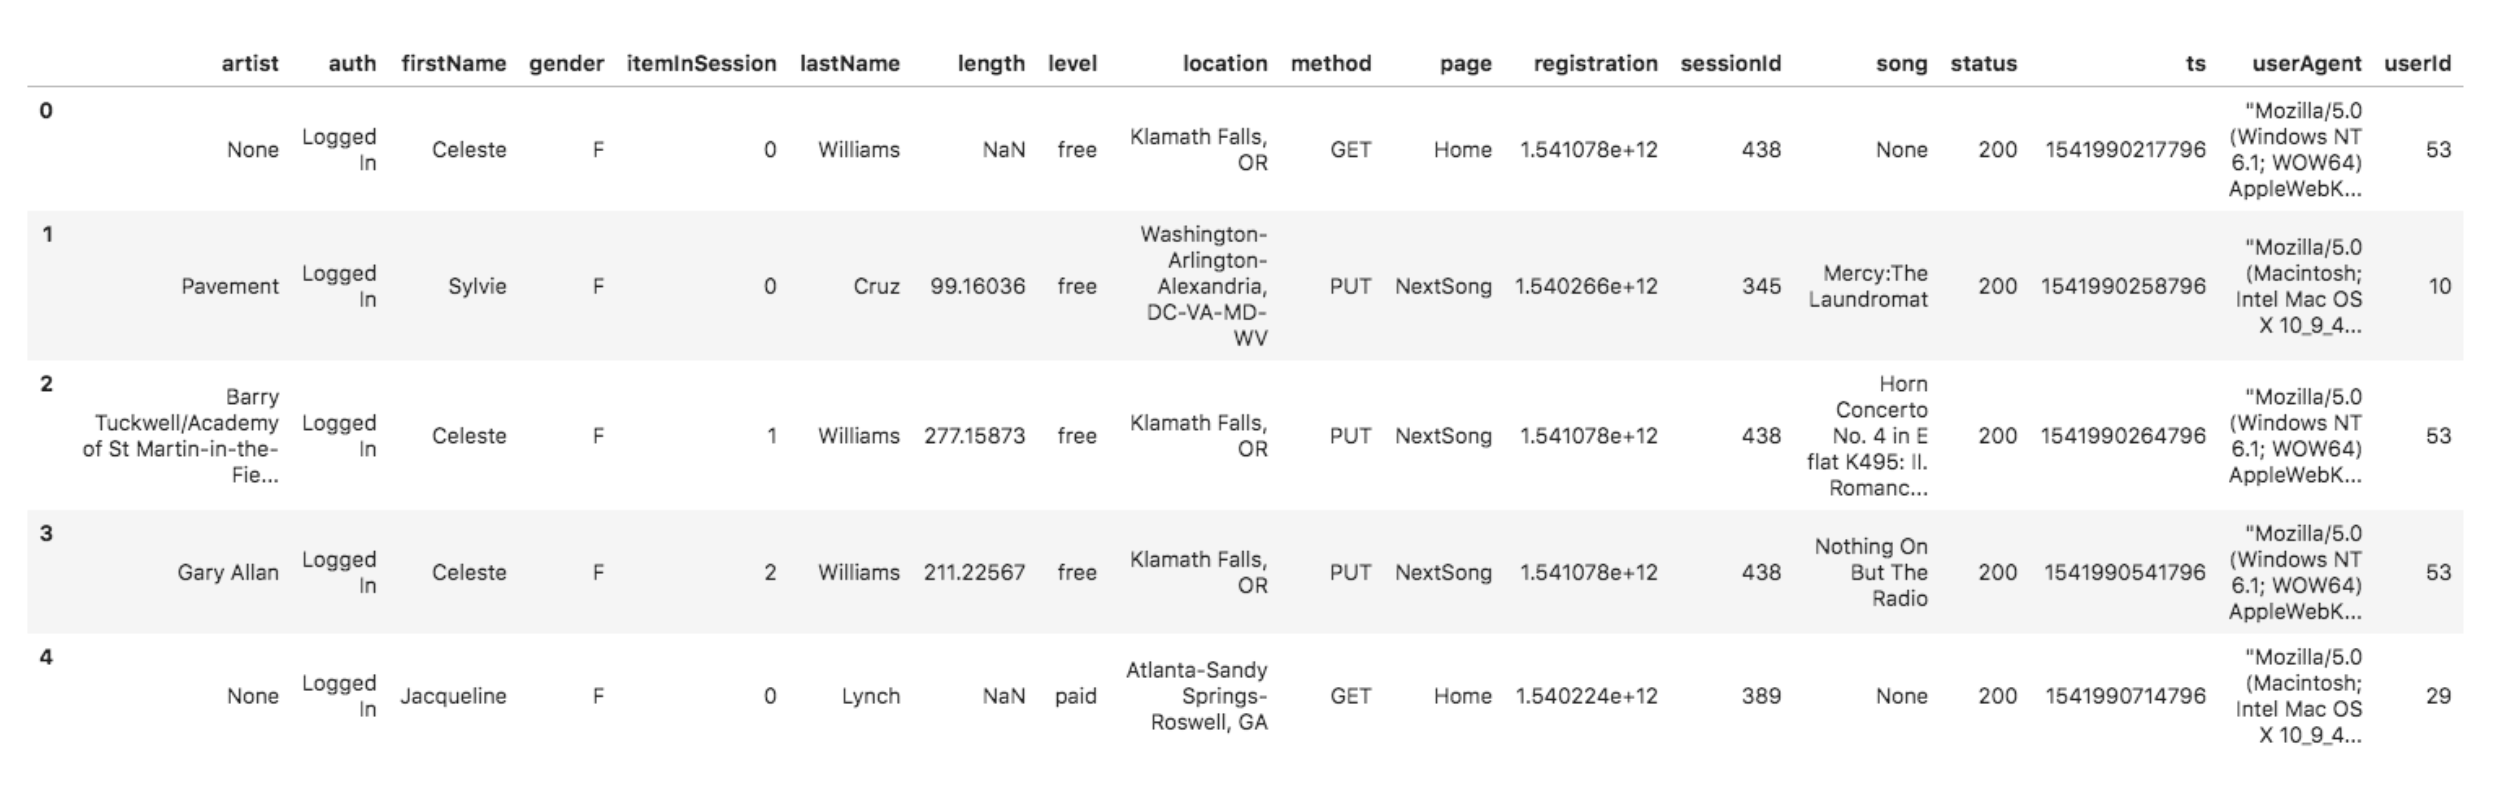 artist auth firstName gender itemInSession lastName length level location method page registration sessionId song status ts userAgent userId
0 None Logged In Celeste F 0 Williams NaN free Klamath Falls, OR GET Home 1.541078e+12 438 None 200 1541990217796 "Mozilla/5.0 (Windows NT 6.1; WOW64) AppleWebK... 53
1 Pavement Logged In Sylvie F 0 Cruz 99.16036 free Washington-Arlington-Alexandria, DC-VA-MD-WV PUT NextSong 1.540266e+12 345 Mercy:The Laundromat 200 1541990258796 "Mozilla/5.0 (Macintosh; Intel Mac OS X 10_9_4... 10
2 Barry Tuckwell/Academy of St Martin-in-the-Fie... Logged In Celeste F 1 Williams 277.15873 free Klamath Falls, OR PUT NextSong 1.541078e+12 438 Horn Concerto No. 4 in E flat K495: II. Romanc... 200 1541990264796 "Mozilla/5.0 (Windows NT 6.1; WOW64) AppleWebK... 53
3 Gary Allan Logged In Celeste F 2 Williams 211.22567 free Klamath Falls, OR PUT NextSong 1.541078e+12 438 Nothing On But The Radio 200 1541990541796 "Mozilla/5.0 (Windows NT 6.1; WOW64) AppleWebK... 53
4 None Logged In Jacqueline F 0 Lynch NaN paid Atlanta-Sandy Springs-Roswell, GA GET Home 1.540224e+12 389 None 200 1541990714796 "Mozilla/5.0 (Macintosh; Intel Mac OS X 10_9_4... 29